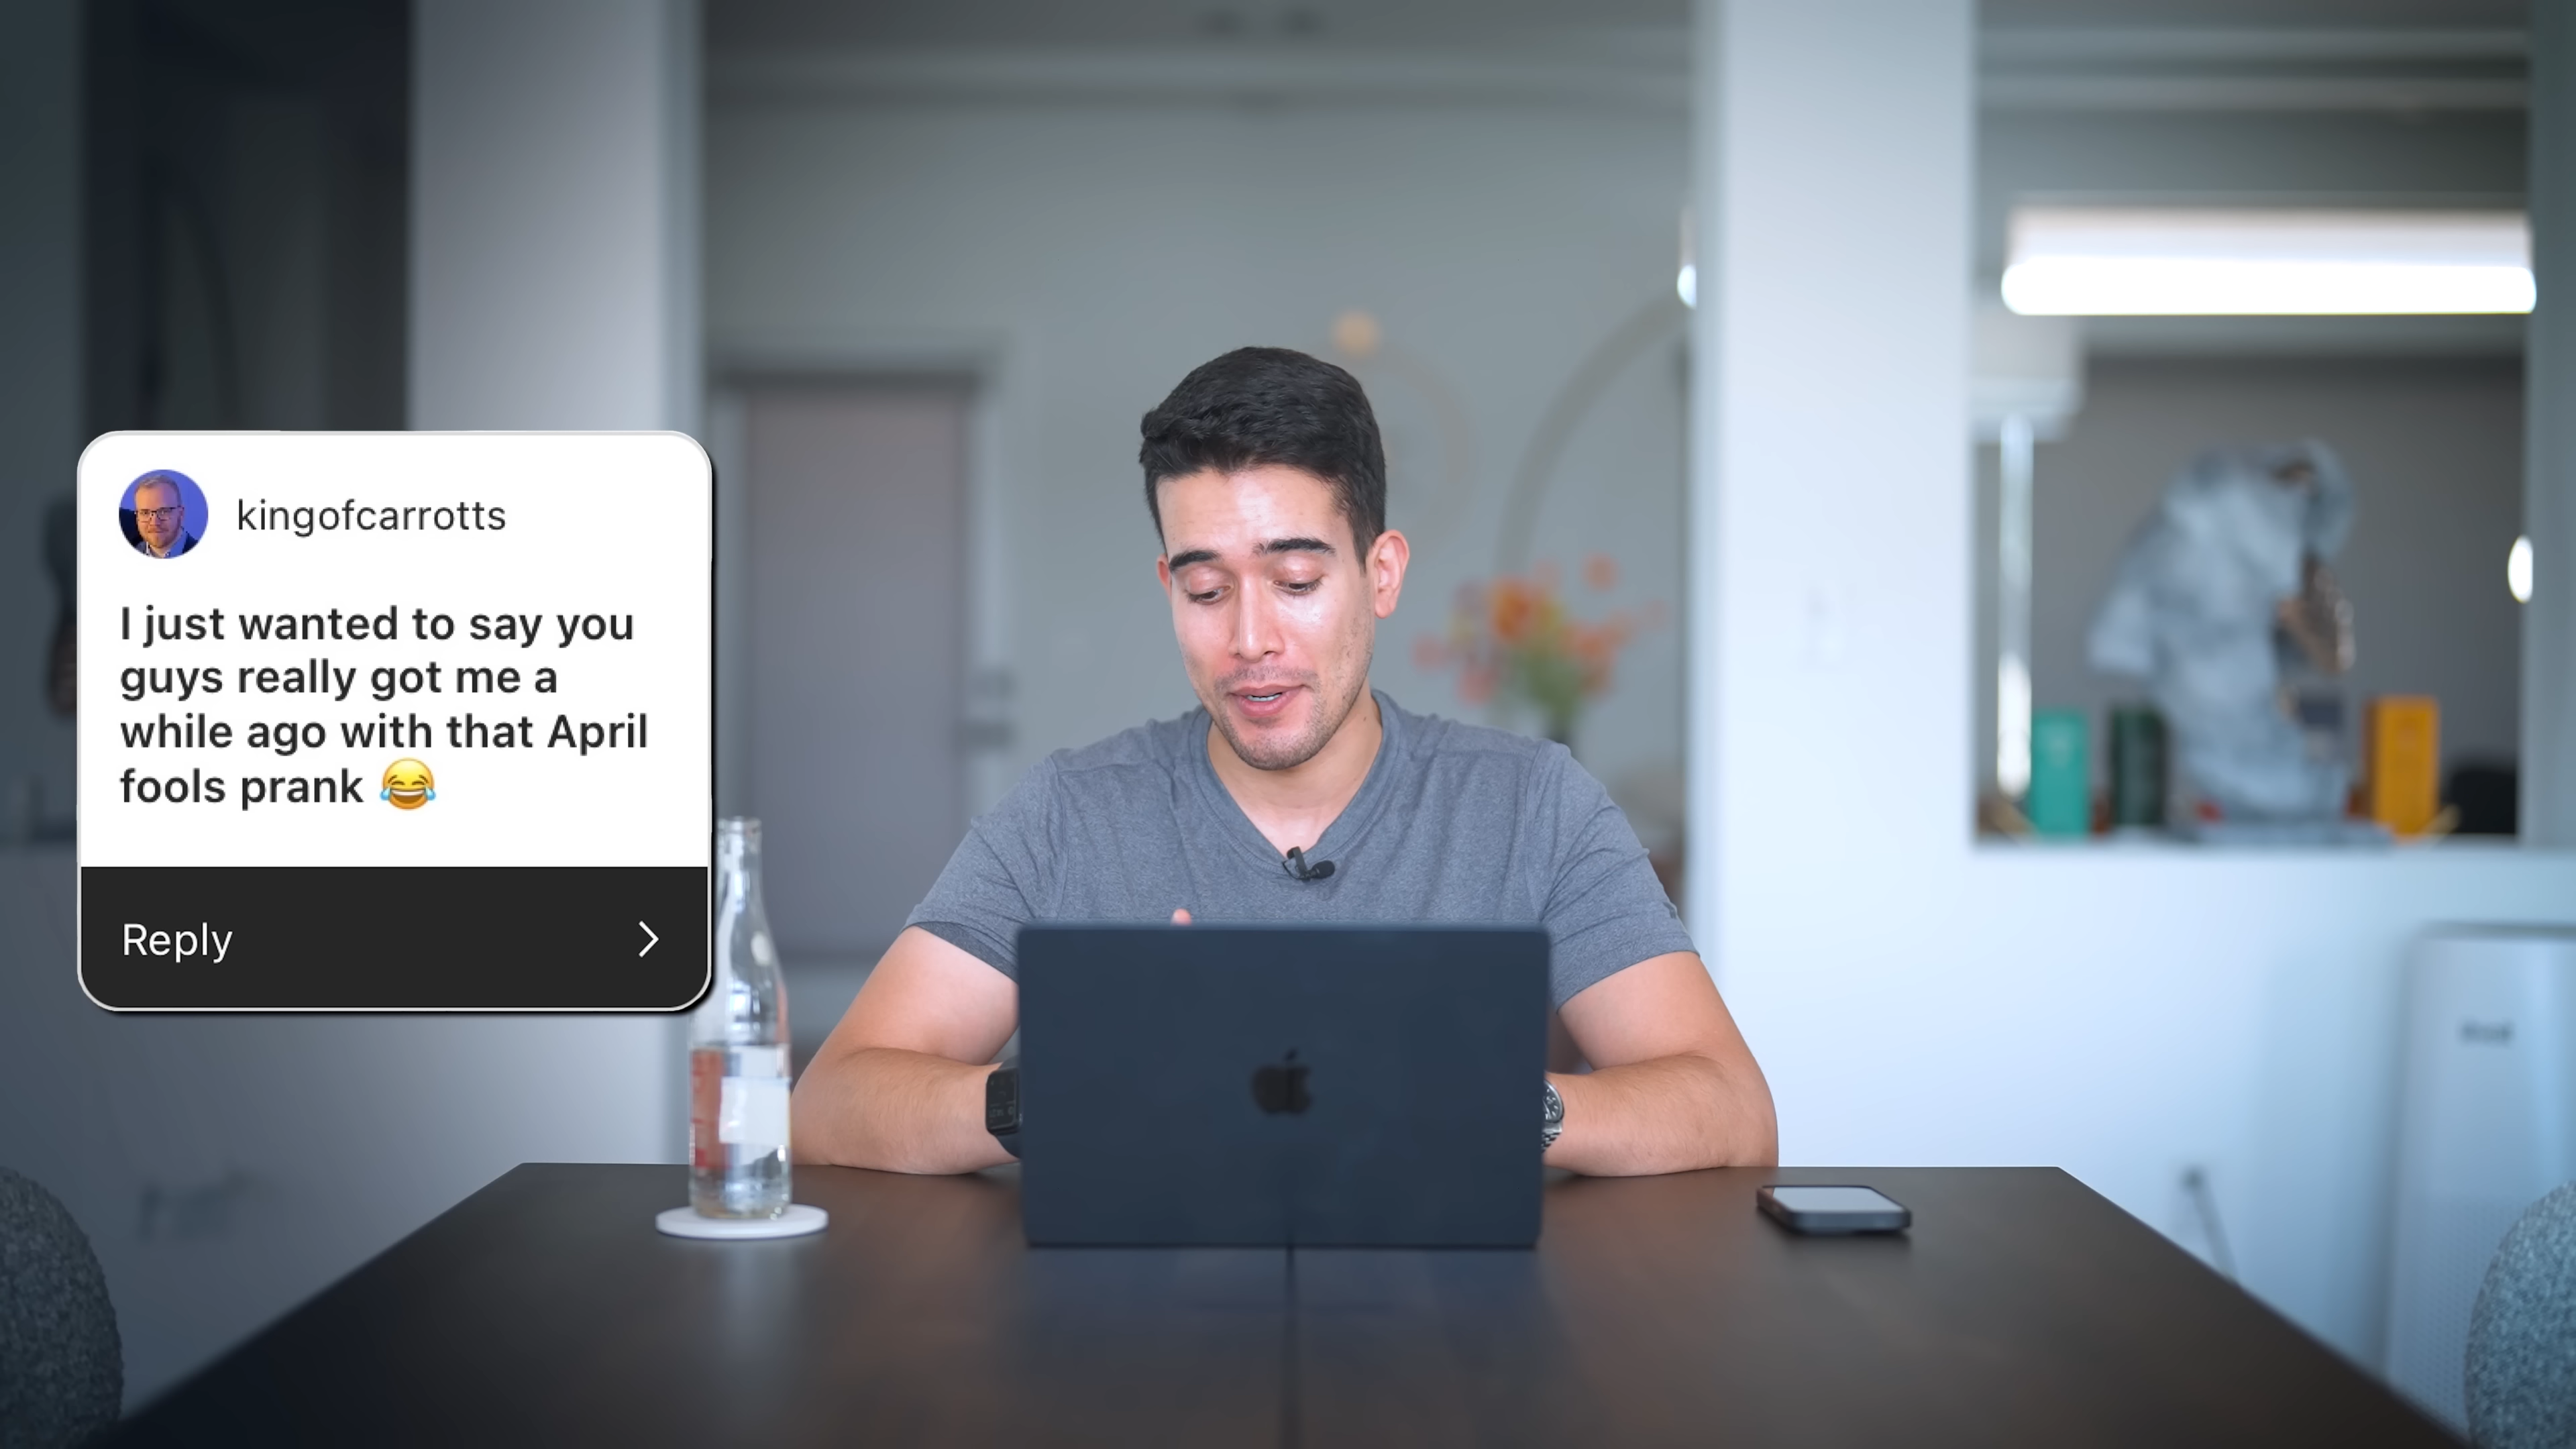 kingofcarrotts
I just wanted to say you
guys really got me a
while ago with that April
fools prank 😂
Reply